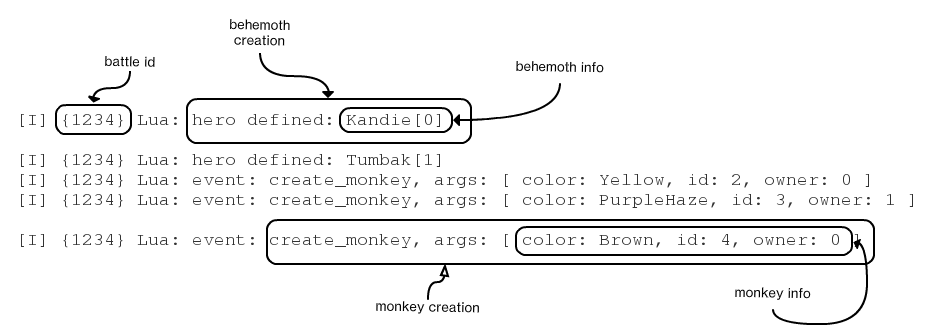 behemoth
creation
battle id
behemoth info
[I] {1234} Lua: hero defined: Kandie[0]
[I] {1234} Lua: hero defined: Tumbak[1]
[I] {1234} Lua: event: create_monkey, args: [ color: Yellow, id: 2, owner: 0 ]
[I] {1234} Lua: event: create_monkey, args: [ color: PurpleHaze, id: 3, owner: 1 ]
[I] {1234} Lua: event: create_monkey, args: [ color: Brown, id: 4, owner: 0 ]
monkey info
monkey creation